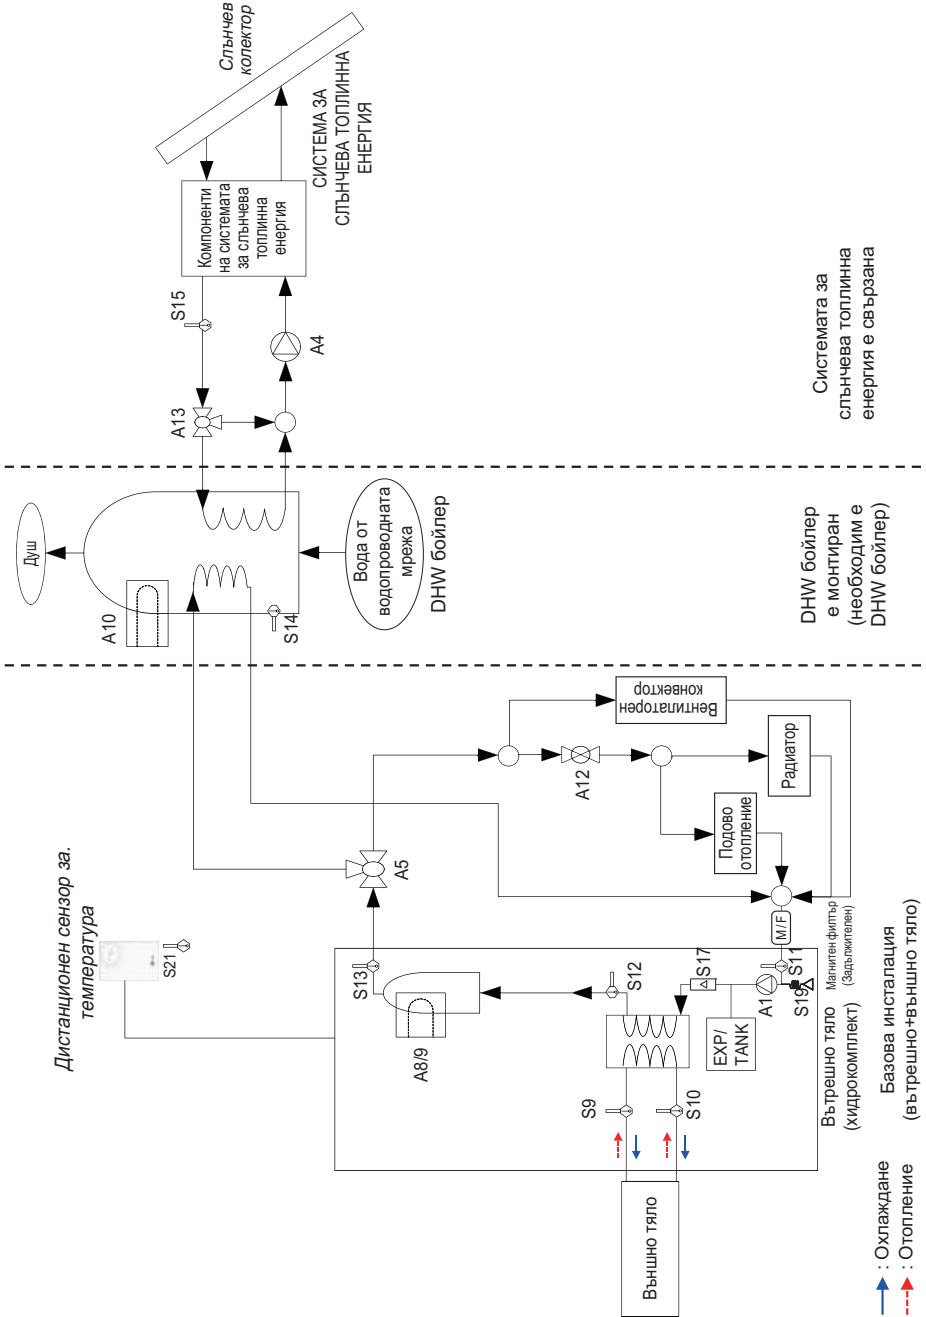 Слънчев
колектор
СИСТЕМА ЗА
СЛЪНЧЕВА ТОПЛИННА
ЕНЕРГИЯ
Компоненти
на системата
за слънчева
топлинна
енергия
S15
A4
A13
Системата за
слънчева топлинна
енергия е свързана
Душ
A10
S14
Вода от
водопроводната
мрежа
DHW бойлер
DHW бойлер
е монтиран
(необходим е
DHW бойлер)
Дистанционен сензор за.
температура
S21
A5
A12
Вентилаторен
конвектор
Радиатор
Подово
отопление
M/F
Магнитен филтър
(Задължителен)
S13
A8/9
S12
S17
S11
A1
S19
EXP/
TANK
S9
S10
Външно тяло
Вътрешно тяло
(хидрокомплект)
Базова инсталация
(вътрешно+външно тяло)
: Охлаждане
: Отопление